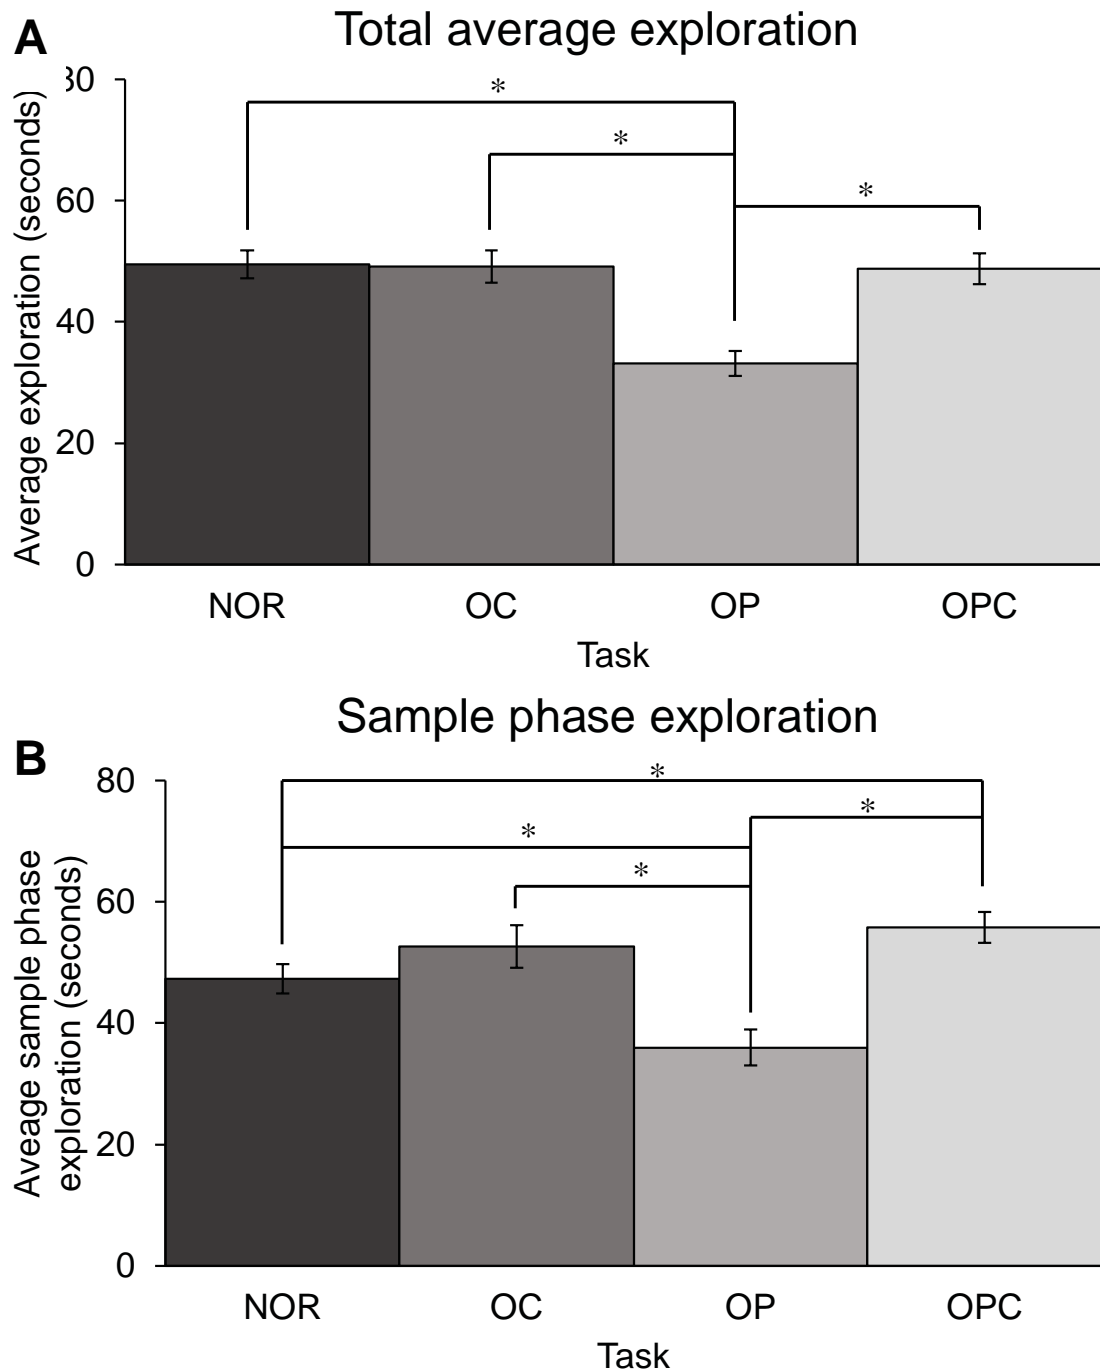 A
Total average exploration
Average exploration (seconds)
60
40
20
0
*
*
*
NOR OC OP OPC
Task
B
Sample phase exploration
Aveage sample phase
exploration (seconds)
80
60
40
20
0
*
*
*
*
NOR OC OP OPC
Task